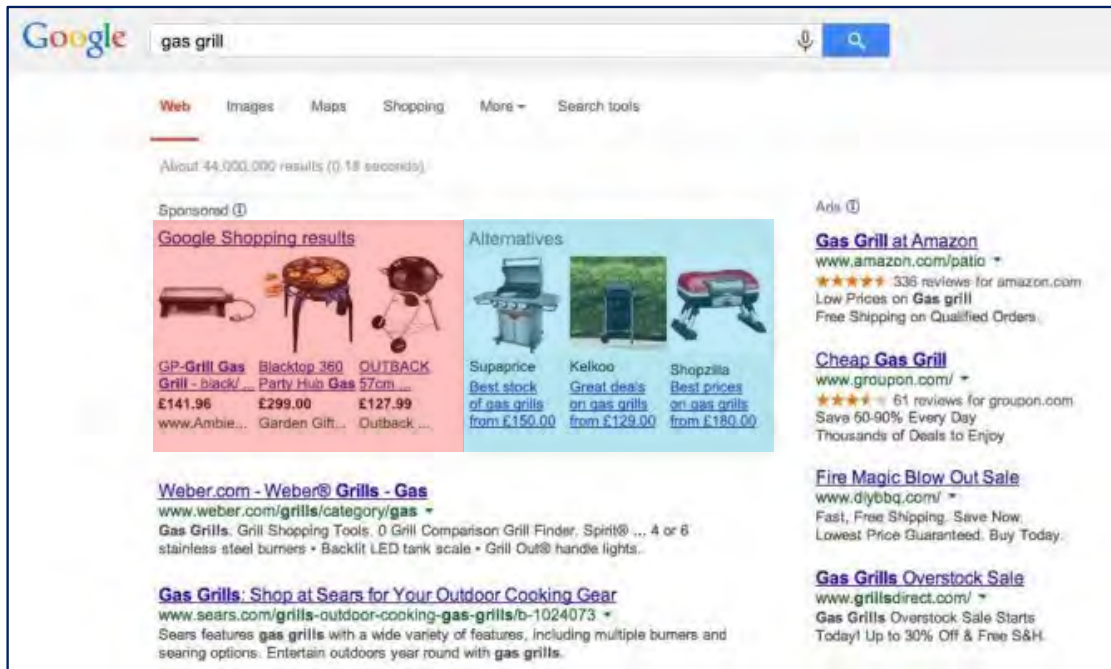 Google
gas grill
Web Images Maps Shopping More Search tools
About 44,000,000 results (0.18 seconds)
Sponsored
Google Shopping results
GP-Grill Gas
Grill - black/ ...
£141.96
www.Ambie...
Blacktop 360
Party Hub Gas
£299.00
Garden Gift...
OUTBACK
57cm ...
£127.99
Outback ...
Alternatives
Supaprice
Best stock
of gas grills
from £150.00
Kelkoo
Great deals
on gas grills
from £129.00
Shopzilla
Best prices
on gas grills
from £180.00
Weber.com - Weber® Grills - Gas
www.weber.com/grills/category/gas
Gas Grills. Grill Shopping Tools. 0 Grill Comparison Grill Finder. Spirit® ... 4 or 6
stainless steel burners • Backlit LED tank scale • Grill Out® handle lights.
Gas Grills: Shop at Sears for Your Outdoor Cooking Gear
www.sears.com/grills-outdoor-cooking-gas-grills/b-1024073
Sears features gas grills with a wide variety of features, including multiple burners and
searing options. Entertain outdoors year round with gas grills.
Ads
Gas Grill at Amazon
www.amazon.com/patio
336 reviews for amazon.com
Low Prices on Gas grill
Free Shipping on Qualified Orders.
Cheap Gas Grill
www.groupon.com/
61 reviews for groupon.com
Save 60-90% Every Day
Thousands of Deals to Enjoy
Fire Magic Blow Out Sale
www.diybbq.com/
Fast, Free Shipping. Save Now.
Lowest Price Guaranteed. Buy Today.
Gas Grills Overstock Sale
www.grillsdirect.com/
Gas Grills Overstock Sale Starts
Today! Up to 30% Off & Free S&H.